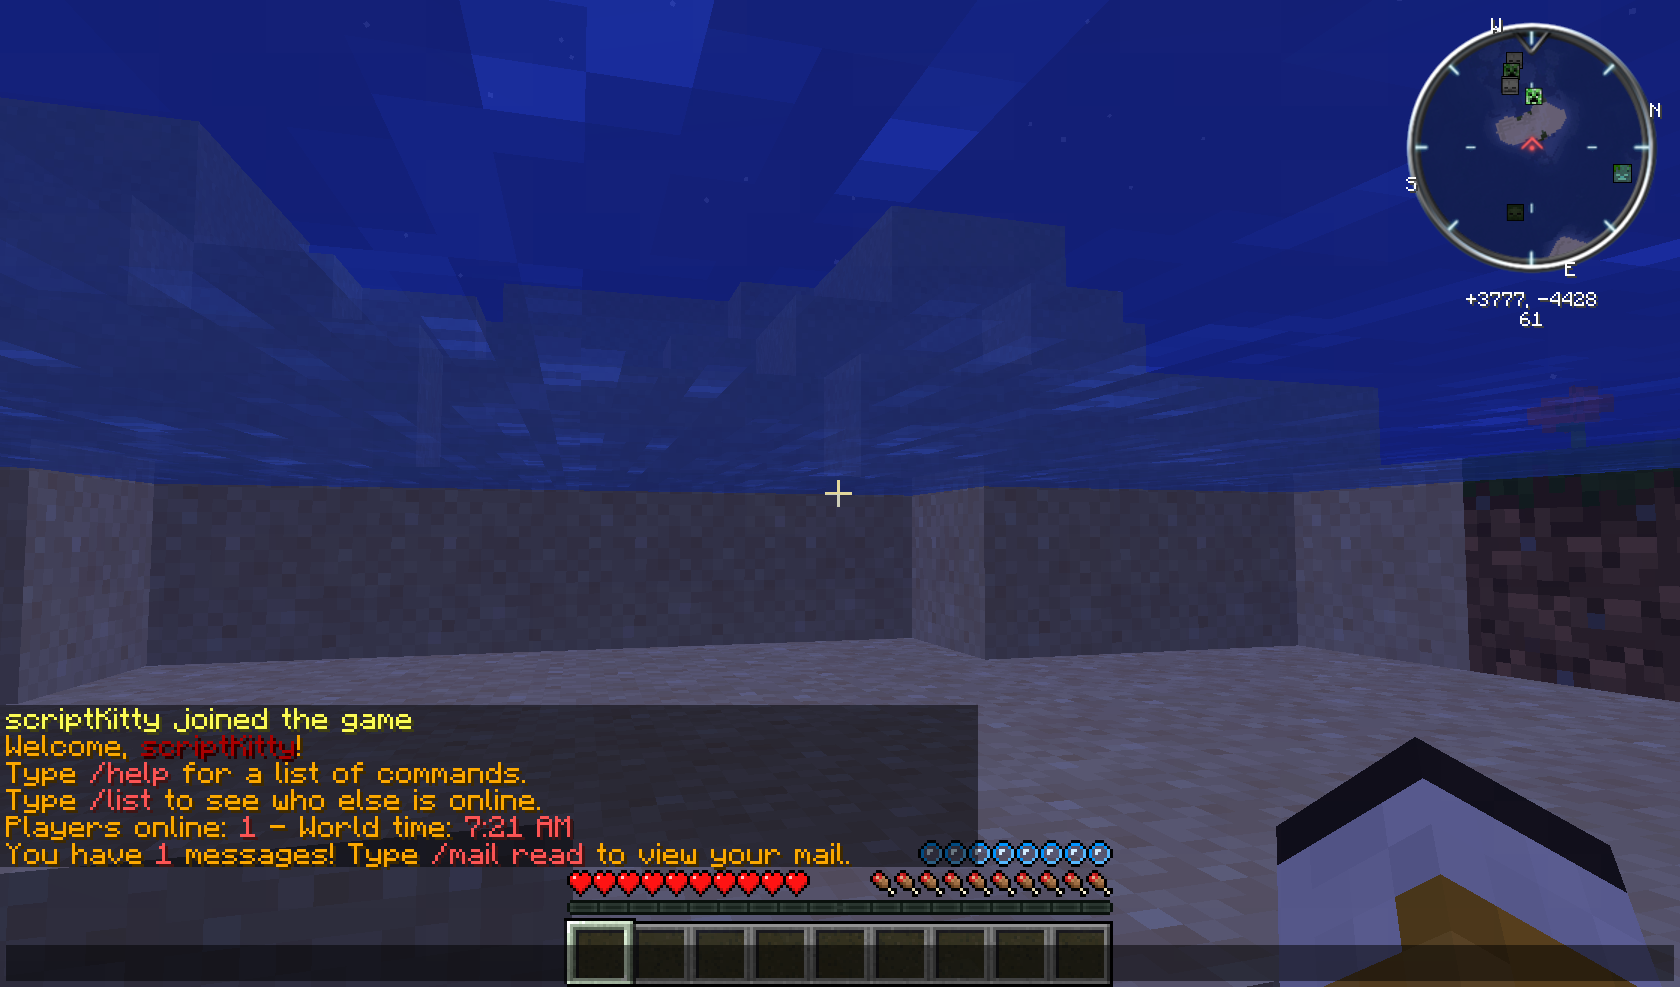 W
N
S
E
+3777, -4428
61
scriptKitty joined the game
Welcome, scriptKitty!
Type /help for a list of commands.
Type /list to see who else is online.
Players online: 1 - World time: 7:21 AM
You have 1 messages! Type /mail read to view your mail.